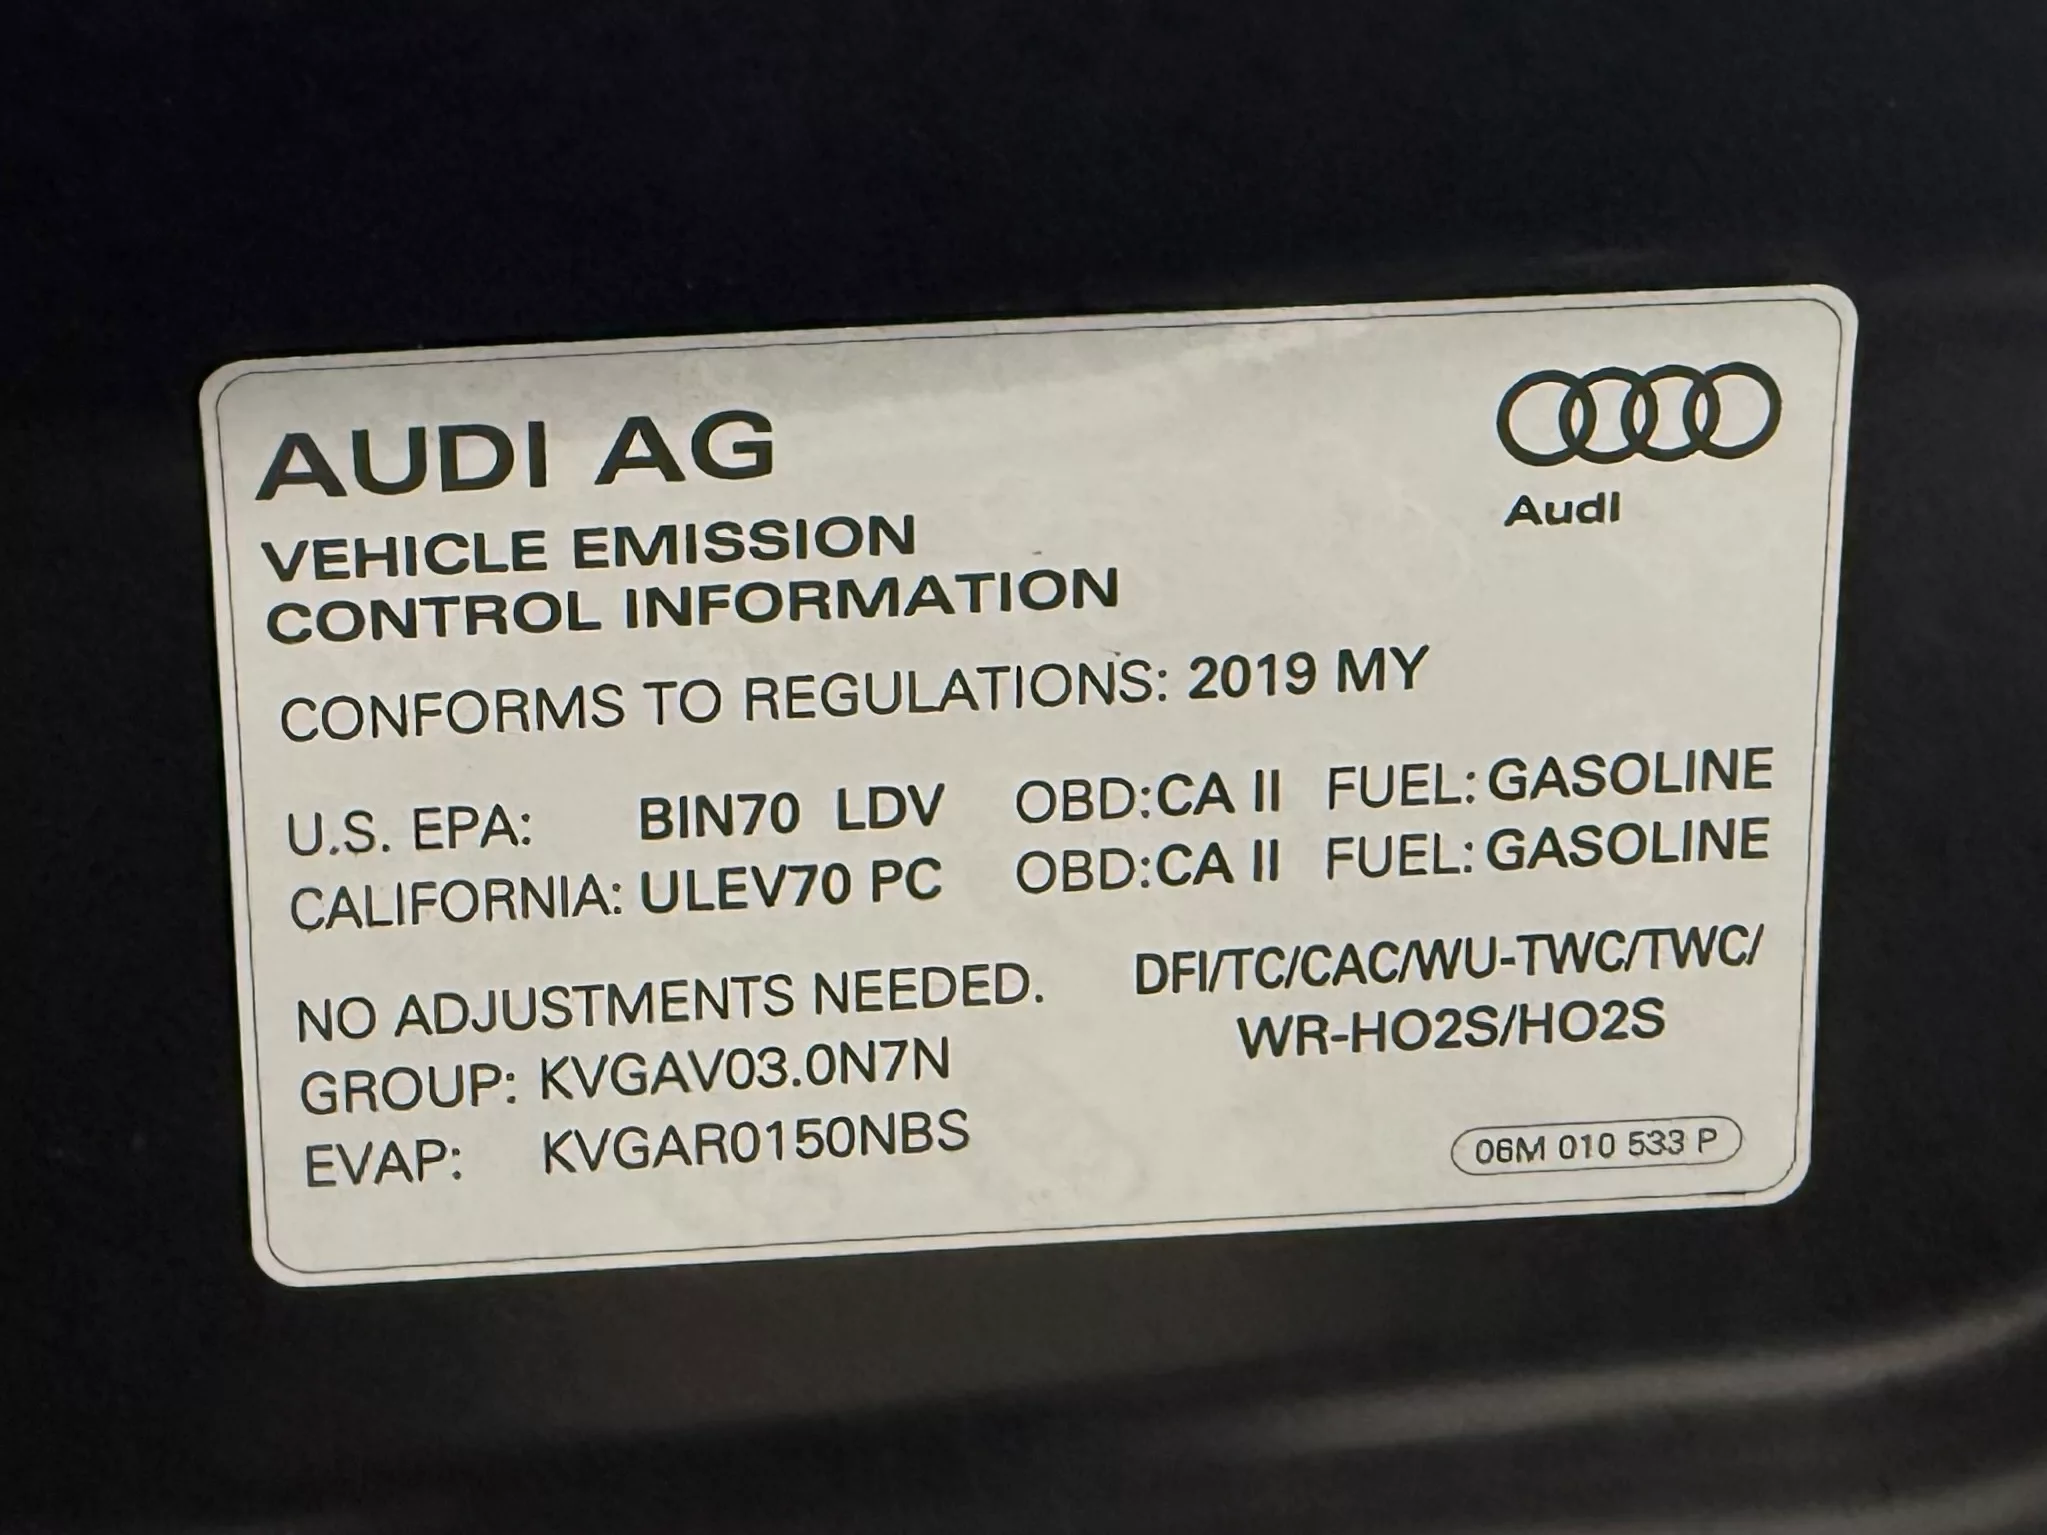 AUDI AG
Audi
VEHICLE EMISSION
CONTROL INFORMATION
CONFORMS TO REGULATIONS: 2019 MY
U.S. EPA: BIN70 LDV OBD:CA II FUEL: GASOLINE
CALIFORNIA: ULEV70 PC OBD:CA II FUEL: GASOLINE
NO ADJUSTMENTS NEEDED. DFI/TC/CAC/WU-TWC/TWC/
WR-HO2S/HO2S
GROUP: KVGAV03.0N7N
EVAP: KVGAR0150NBS
06M 010 533 P